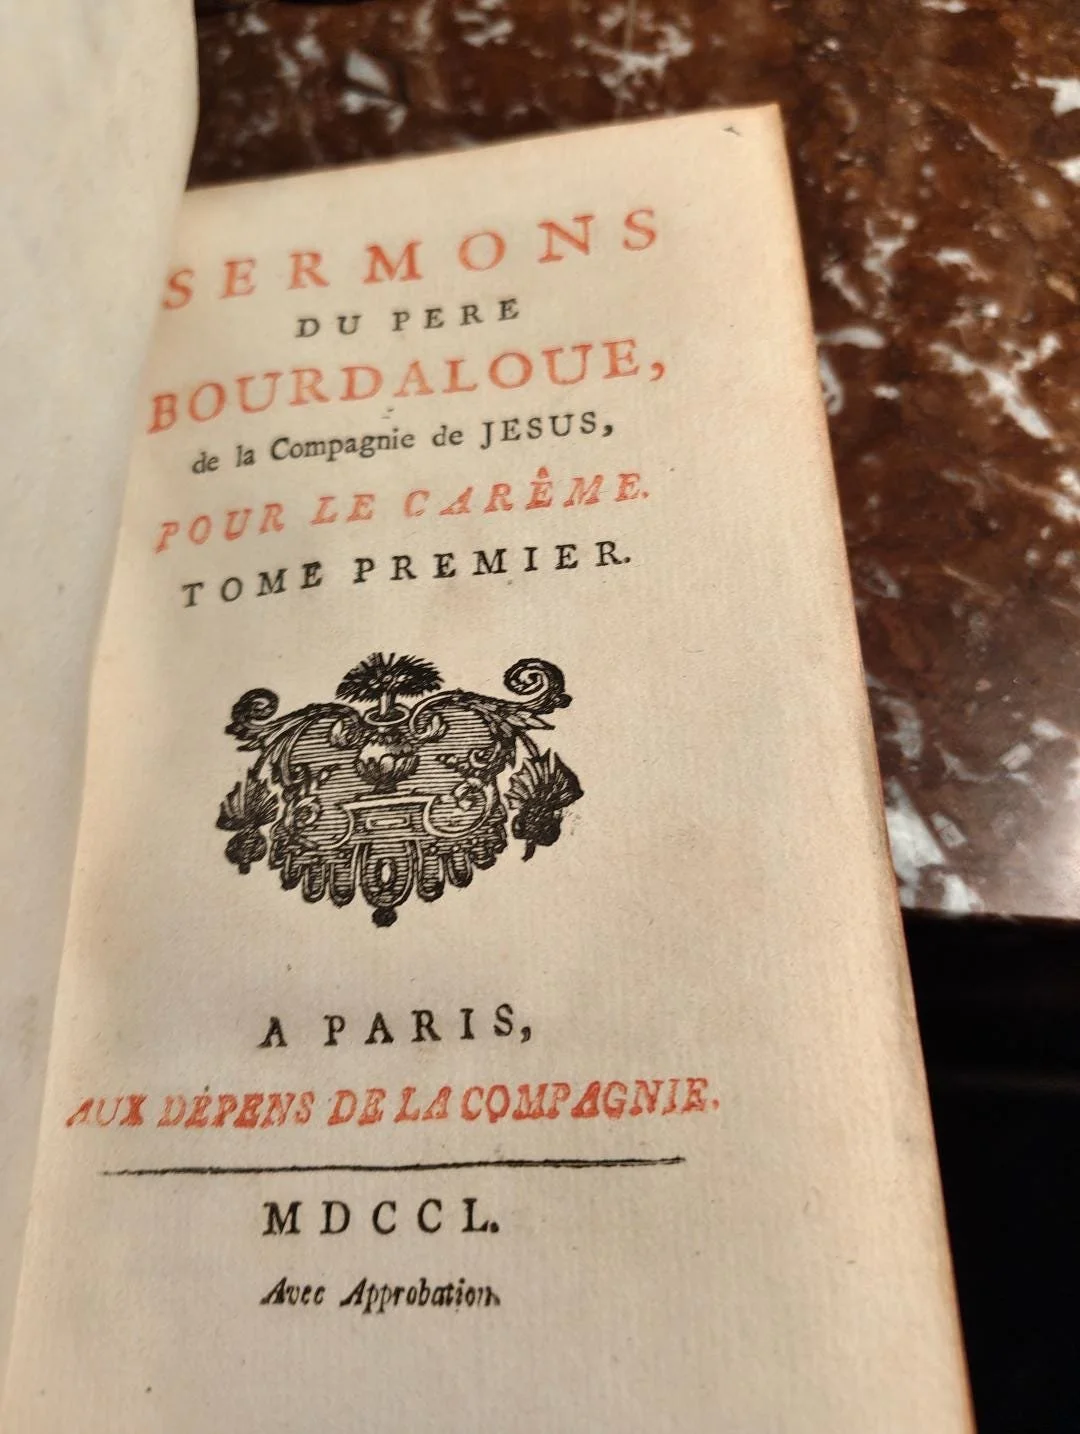 SERMONS
DU PERE
BOURDALOUE,
de la Compagnie de JESUS,
POUR LE CARÊME.
TOME PREMIER.
A PARIS,
AUX DÉPENS DE LA COMPAGNIE.
MDCCL.
Avec Approbation.